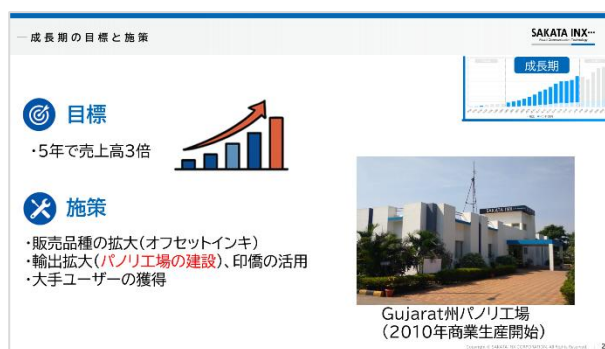 成長期の目標と施策
SAKATA INX
成長期
目標
・5年で売上高3倍
施策
・販売品種の拡大(オフセットインキ)
・輸出拡大(パノリ工場の建設)、印僑の活用
・大手ユーザーの獲得
SAKATA INX
Gujarat州パノリ工場
(2010年商業生産開始)